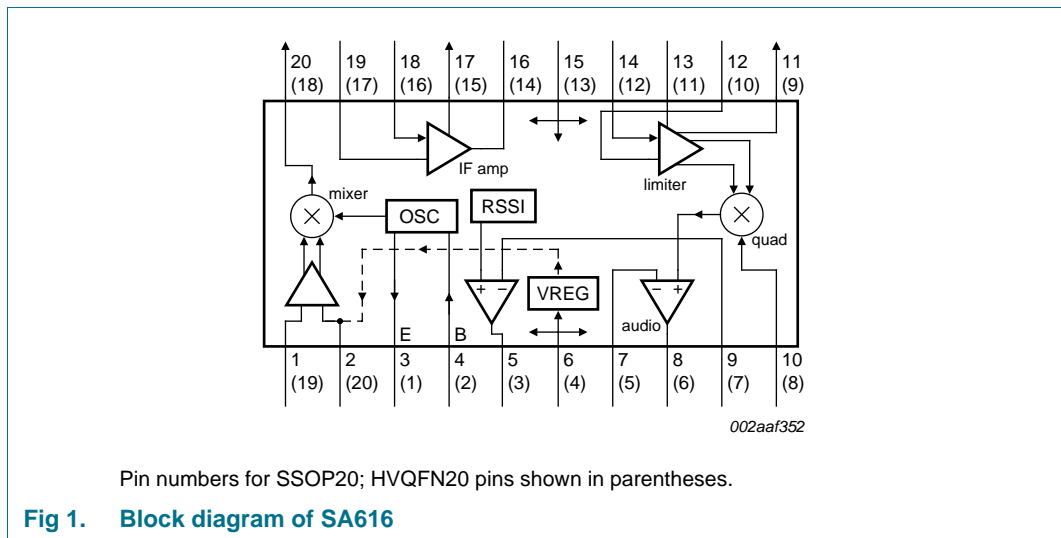 20 19 18 17 16 15 14 13 12 11
(18) (17) (16) (15) (14) (13) (12) (11) (10) (9)
IF amp
limiter
mixer
OSC
RSSI
quad
+ −
VREG
− +
audio
E B
1 2 3 4 5 6 7 8 9 10
(19) (20) (1) (2) (3) (4) (5) (6) (7) (8)
002aaf352
Pin numbers for SSOP20; HVQFN20 pins shown in parentheses.
Fig 1. Block diagram of SA616